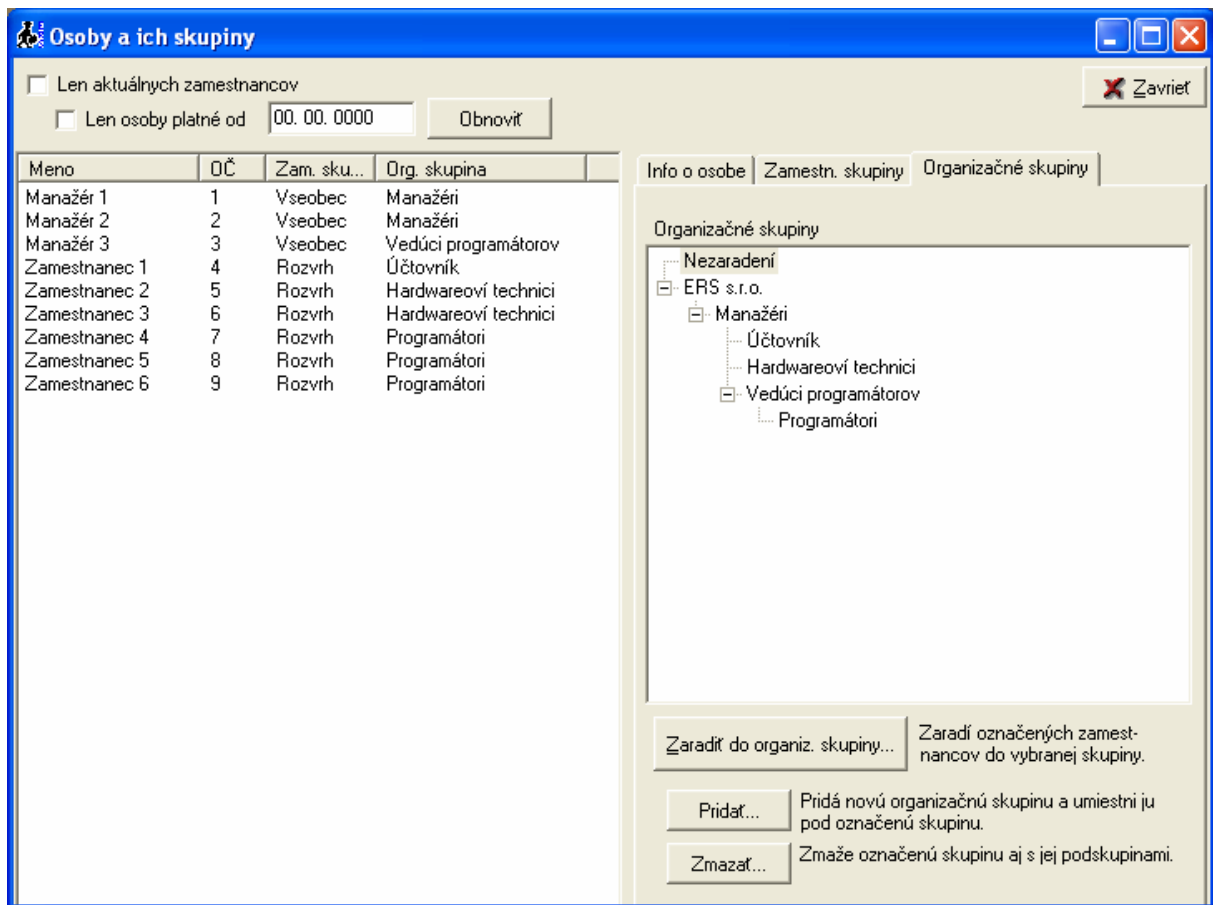 Osoby a ich skupiny
Len aktuálnych zamestnancov
Zavrieť
Len osoby platné od 00. 00. 0000 Obnoviť
Meno OČ Zam. sku... Org. skupina
Manažér 1 1 Vseobec Manažéri
Manažér 2 2 Vseobec Manažéri
Manažér 3 3 Vseobec Vedúci programátorov
Zamestnanec 1 4 Rozvrh Účtovník
Zamestnanec 2 5 Rozvrh Hardwareoví technici
Zamestnanec 3 6 Rozvrh Hardwareoví technici
Zamestnanec 4 7 Rozvrh Programátori
Zamestnanec 5 8 Rozvrh Programátori
Zamestnanec 6 9 Rozvrh Programátori
Info o osobe Zamestn. skupiny Organizačné skupiny
Organizačné skupiny
Nezaradení
ERS s.r.o.
Manažéri
Účtovník
Hardwareoví technici
Vedúci programátorov
Programátori
Zaradiť do organiz. skupiny...
Zaradí označených zamest-
nancov do vybranej skupiny.
Pridať...
Pridá novú organizačnú skupinu a umiestni ju
pod označenú skupinu.
Zmazať...
Zmaže označenú skupinu aj s jej podskupinami.